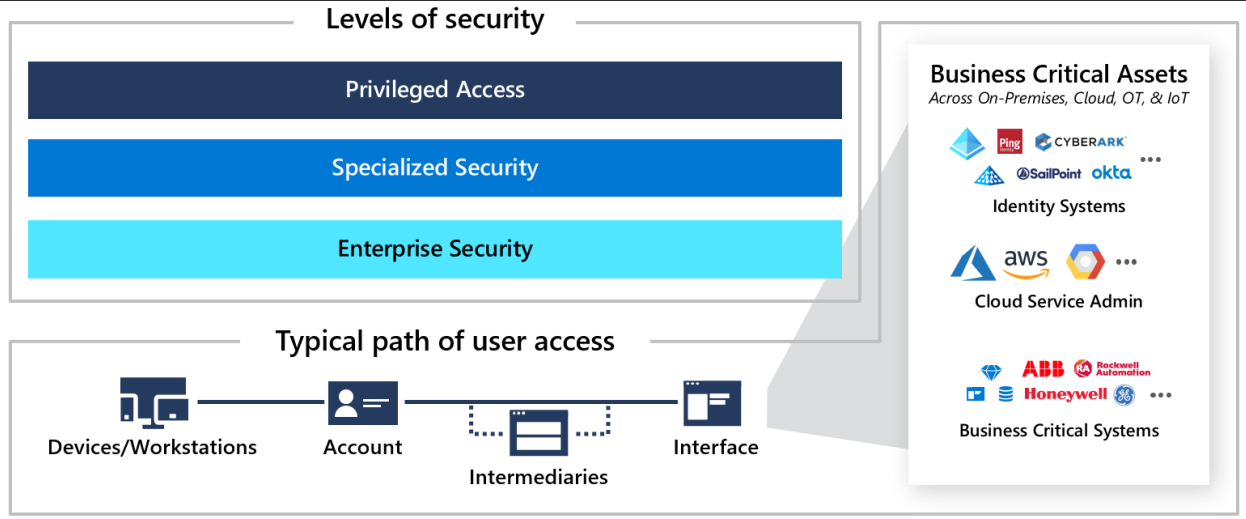 Levels of security
Privileged Access
Specialized Security
Enterprise Security
Business Critical Assets
Across On-Premises, Cloud, OT, & IoT
Ping
Identity
CYBERARK
SailPoint
okta
Identity Systems
aws
Cloud Service Admin
ABB
RA
Rockwell
Automation
Honeywell
GE
Business Critical Systems
Typical path of user access
Devices/Workstations
Account
Intermediaries
Interface